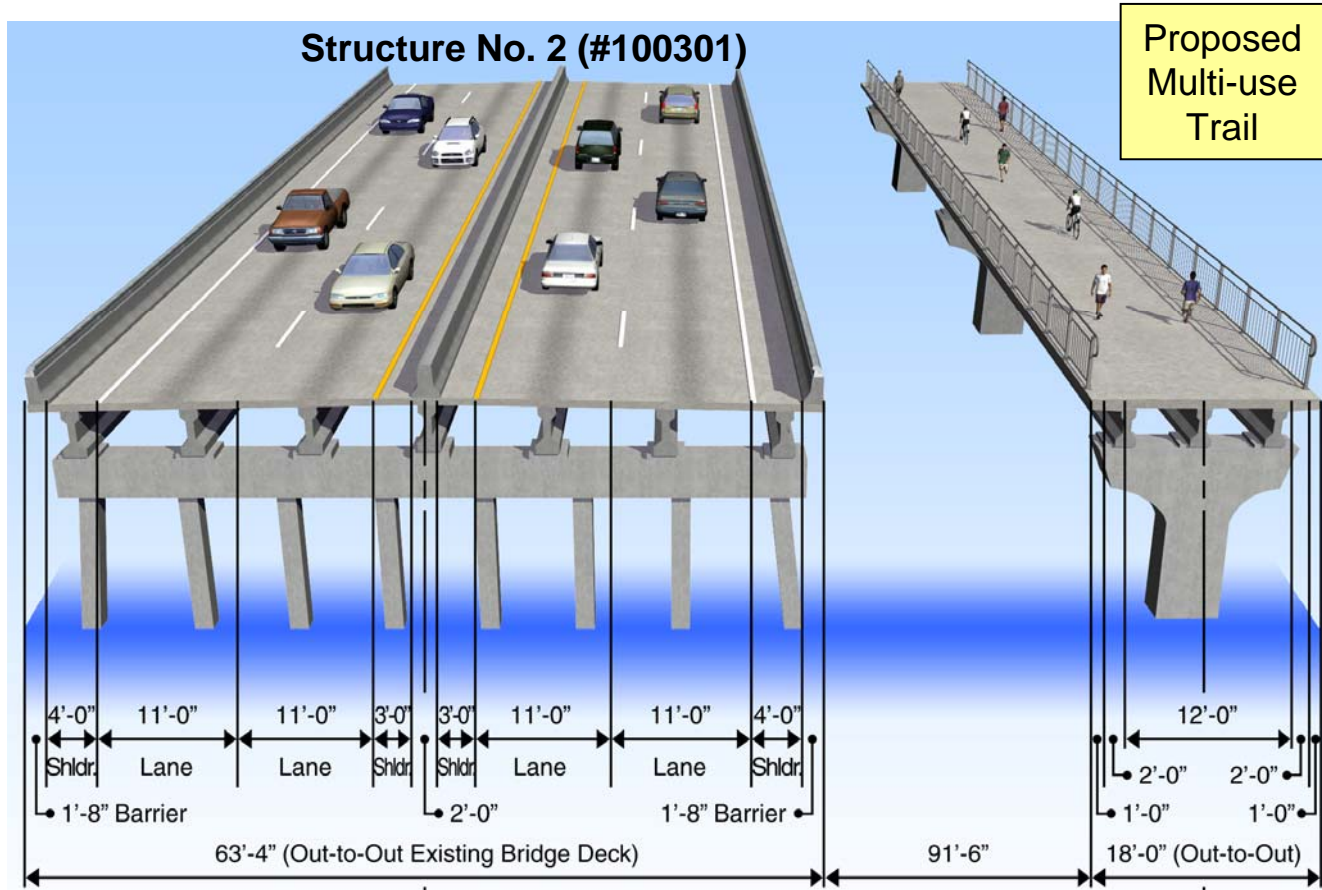 Structure No. 2 (#100301)
Proposed
Multi-use
Trail
4’-0” 11’-0” 11’-0” 3’-0” 3’-0” 11’-0” 11’-0” 4’-0” 12’-0”
Shldr. Lane Lane Shldr. Shldr. Lane Lane Shldr. 2’-0” 2’-0”
1’-8” Barrier 2’-0” 1’-8” Barrier 1’-0” 1’-0”
63’-4” (Out-to-Out Existing Bridge Deck) 91’-6” 18’-0” (Out-to-Out)